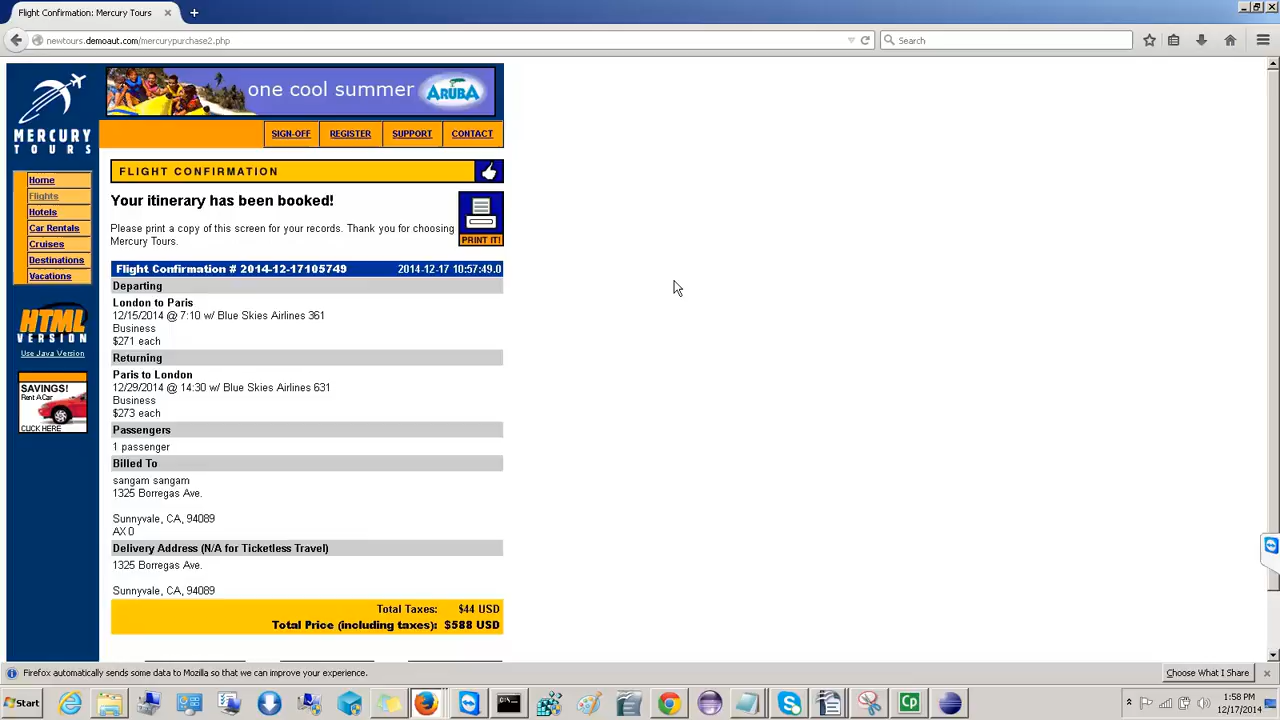 Flight Confirmation: Mercury Tours
newtours.demoaut.com/mercurypurchase2.php
Search
one cool summer
ARUBA
MERCURY
TOURS
SIGN-OFF
REGISTER
SUPPORT
CONTACT
Home
Flights
Hotels
Car Rentals
Cruises
Destinations
Vacations
HTML
VERSION
Use Java Version
SAVINGS!
Rent A Car
CLICK HERE
FLIGHT CONFIRMATION
Your itinerary has been booked!
Please print a copy of this screen for your records. Thank you for choosing
Mercury Tours.
PRINT IT!
Flight Confirmation # 2014-12-17105749 2014-12-17 10:57:49.0
Departing
London to Paris
12/15/2014 @ 7:10 w/ Blue Skies Airlines 361
Business
$271 each
Returning
Paris to London
12/29/2014 @ 14:30 w/ Blue Skies Airlines 631
Business
$273 each
Passengers
1 passenger
Billed To
sangam sangam
1325 Borregas Ave.
Sunnyvale, CA, 94089
AX 0
Delivery Address (N/A for Ticketless Travel)
1325 Borregas Ave.
Sunnyvale, CA, 94089
Total Taxes: $44 USD
Total Price (including taxes): $588 USD
Firefox automatically sends some data to Mozilla so that we can improve your experience.
Choose What I Share
Start
C:\.
Cp
1:58 PM
12/17/2014